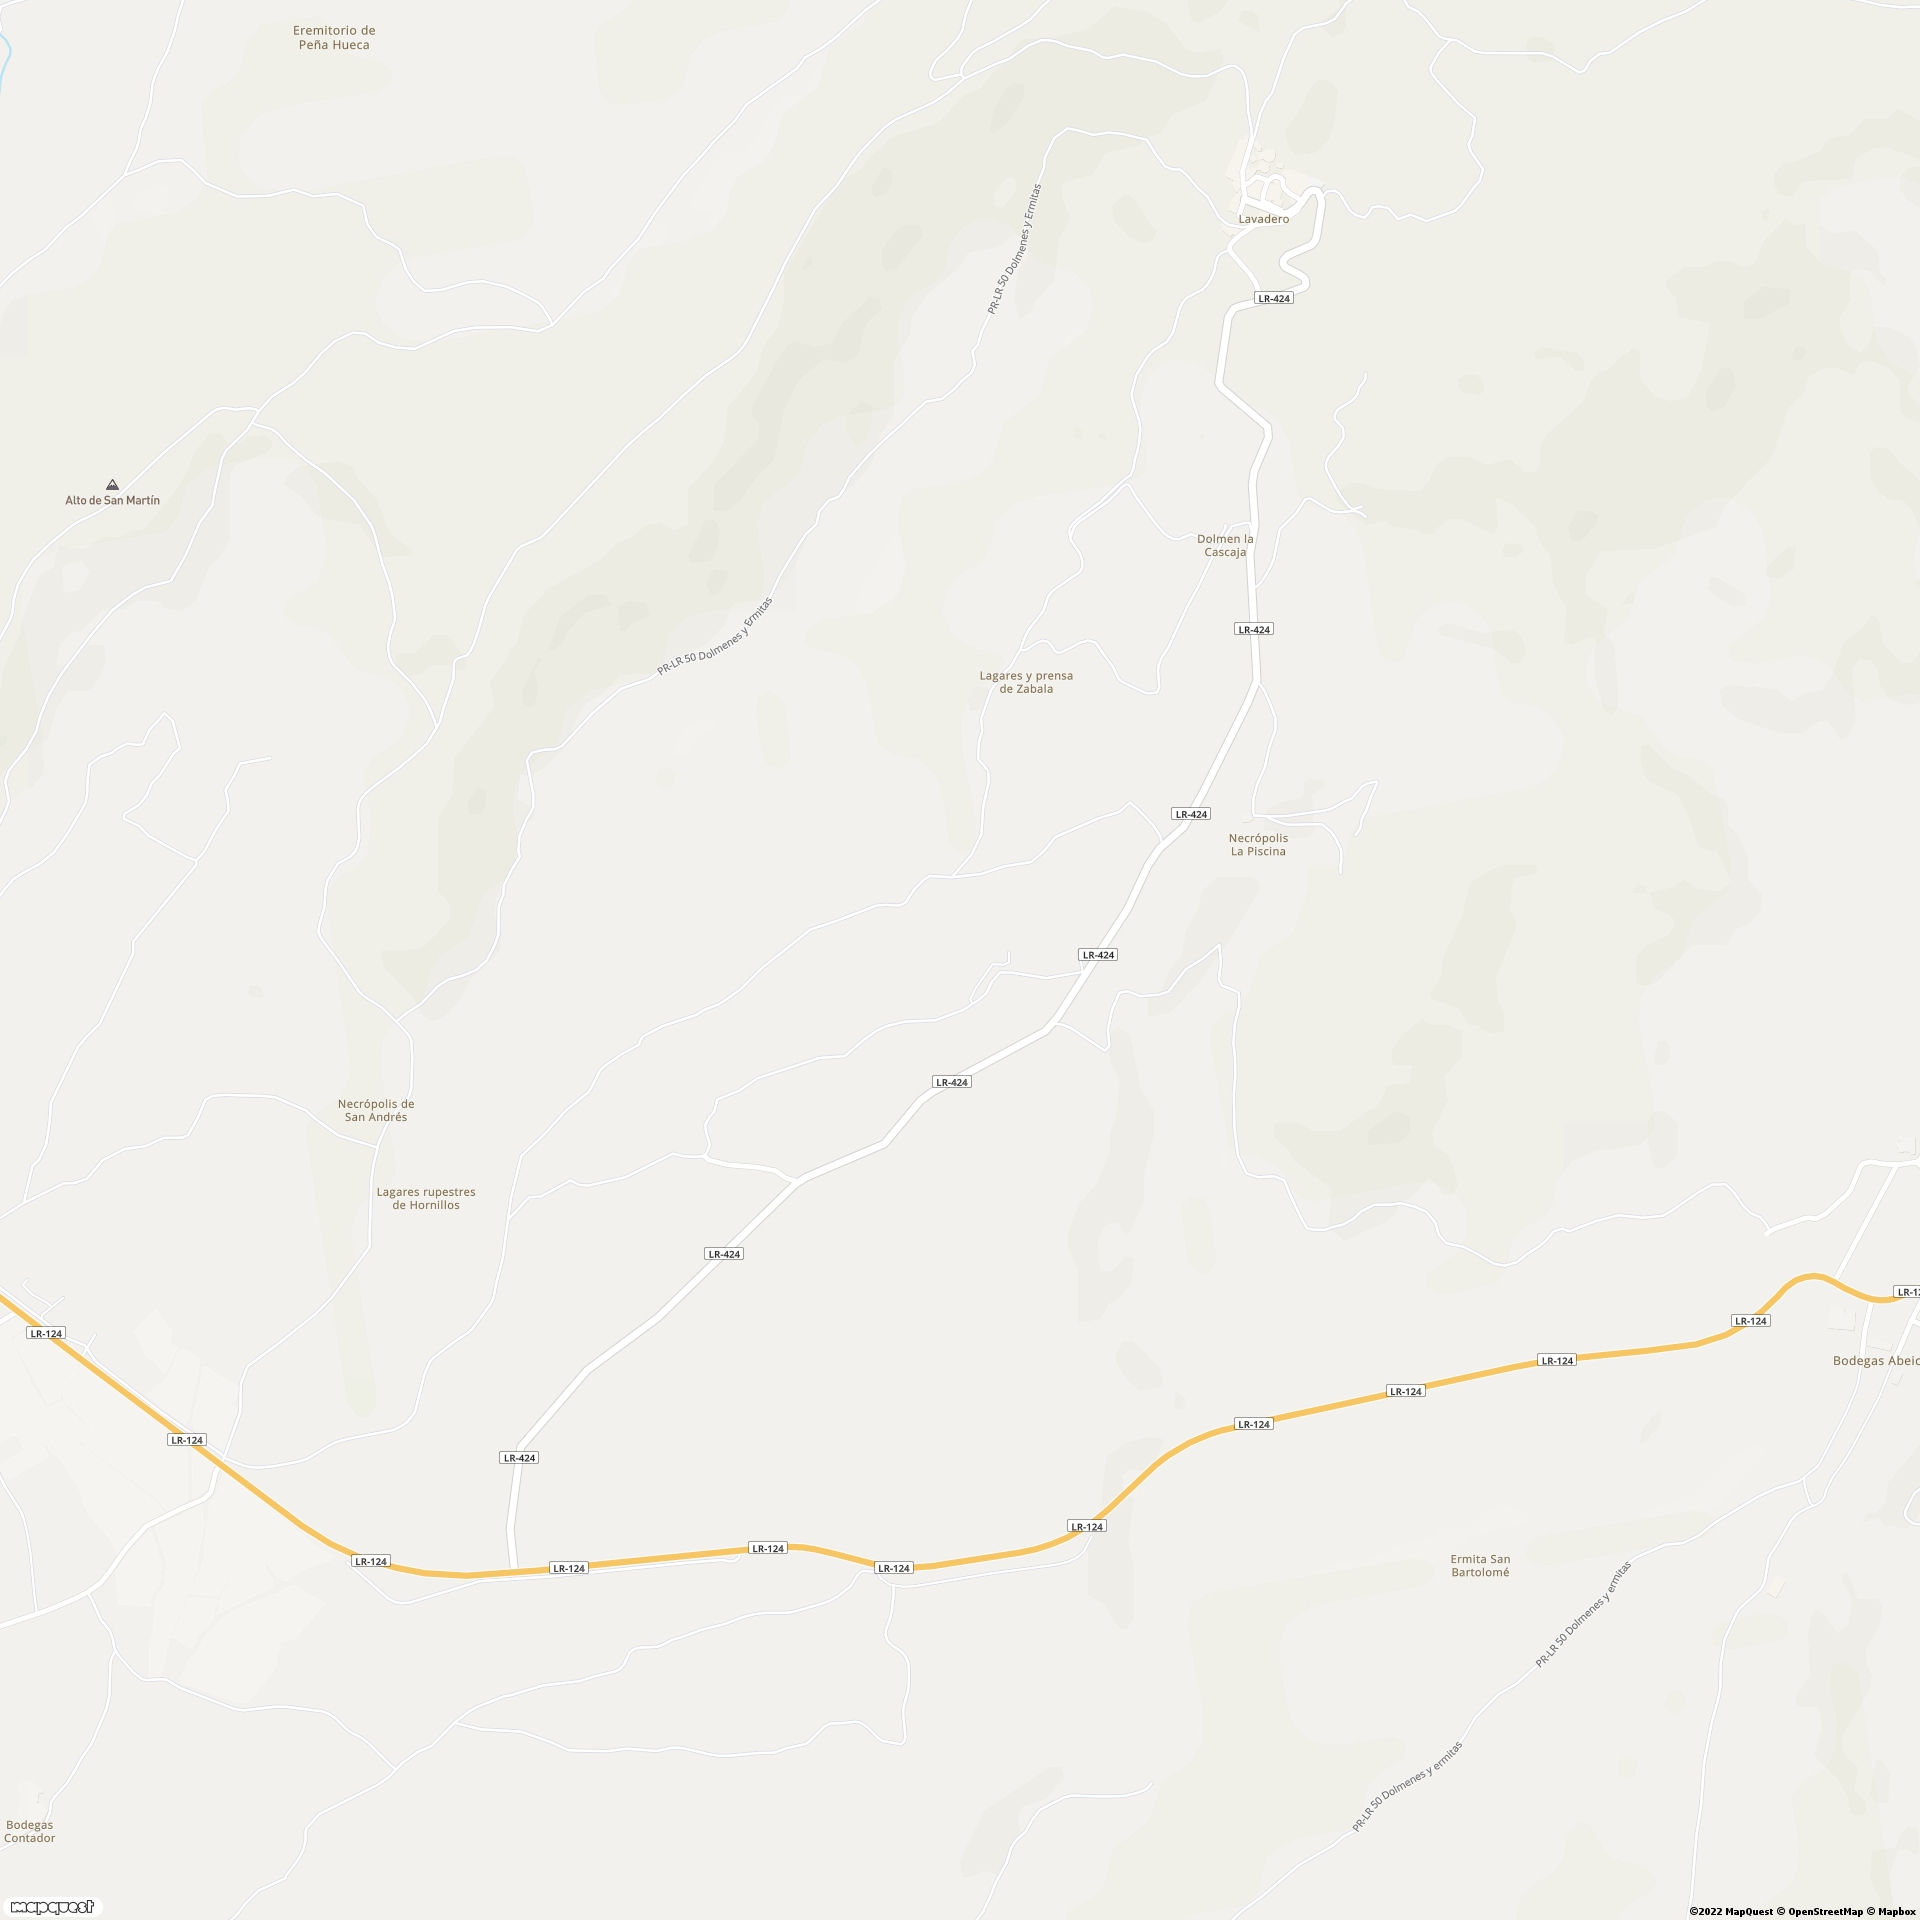 Eremitorio de
Peña Hueca
PR-LR 50 Dolmenes y Ermitas
Lavadero
LR-424
Alto de San Martín
Dolmen la
Cascaja
LR-424
PR-LR 50 Dolmenes y Ermitas
Lagares y prensa
de Zabala
LR-424
Necrópolis
La Piscina
LR-424
LR-424
Necrópolis de
San Andrés
Lagares rupestres
de Hornillos
LR-424
LR-12
LR-124
LR-124
Bodegas Abeic
LR-124
LR-124
LR-124
LR-124
LR-424
LR-124
LR-124
LR-124
LR-124
LR-124
Ermita San
Bartolomé
PR-LR 50 Dolmenes y ermitas
PR-LR 50 Dolmenes y ermitas
Bodegas
Contador
mapquest
©2022 MapQuest © OpenStreetMap © Mapbox